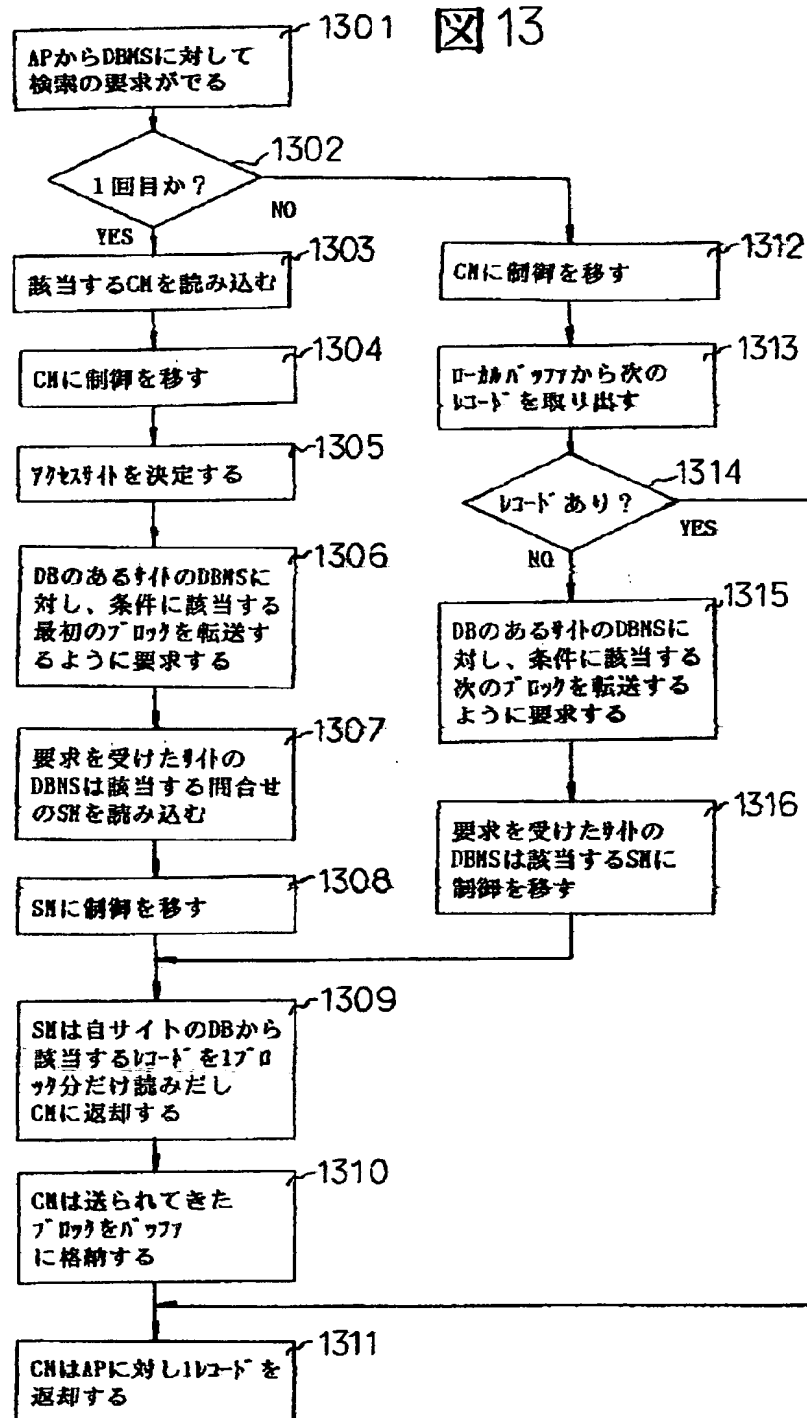 図13
1301
APからDBMSに対して
検索の要求がでる
1302
1回目か?
NO
YES
1303
該当するCMを読み込む
1304
CMに制御を移す
1305
アクセスサイトを決定する
1306
DBのあるサイトのDBMSに
対し、条件に該当する
最初のブロックを転送す
るように要求する
1307
要求を受けたサイトの
DBMSは該当する問合せ
のSMを読み込む
1308
SMに制御を移す
1309
SMは自サイトのDBから
該当するレコードを1ブロ
ック分だけ読みだし
CMに返却する
1310
CMは送られてきた
ブロックをバッファ
に格納する
1311
CMはAPに対し1レコードを
返却する
1312
CMに制御を移す
1313
ローカルバッファから次の
レコードを取り出す
1314
レコードあり?
YES
NO
1315
DBのあるサイトのDBMSに
対し、条件に該当する
次のブロックを転送する
ように要求する
1316
要求を受けたサイトの
DBMSは該当するSMに
制御を移す